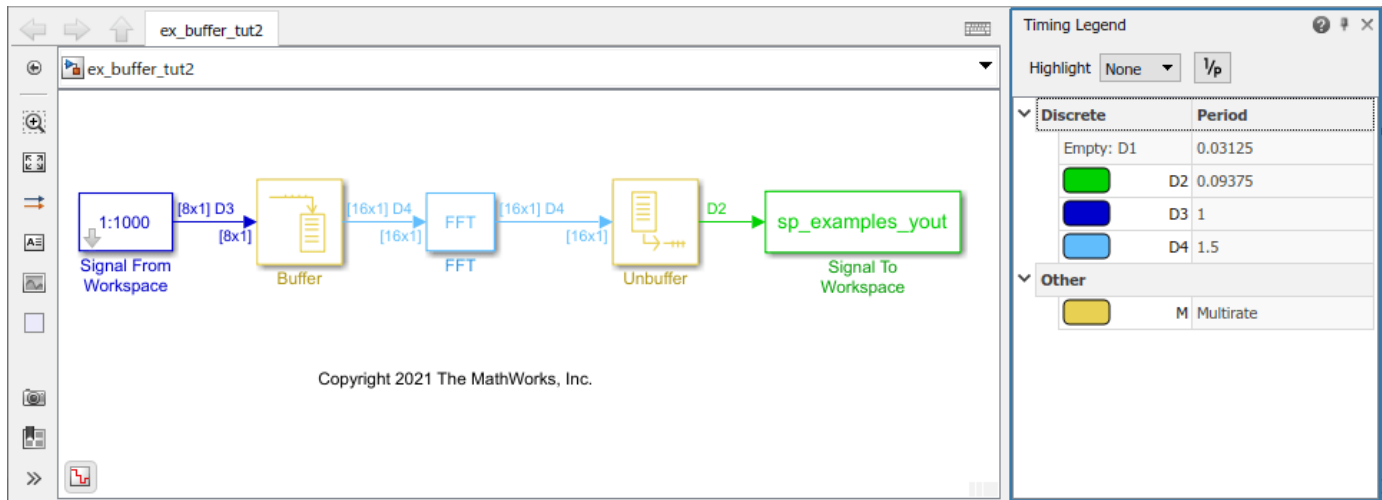 ex_buffer_tut2
ex_buffer_tut2
1:1000
Signal From
Workspace
[8x1] D3
[8x1]
Buffer
[16x1] D4
[16x1]
FFT
FFT
[16x1] D4
[16x1]
Unbuffer
D2
sp_examples_yout
Signal To
Workspace
Copyright 2021 The MathWorks, Inc.
Timing Legend
Highlight None 1/P
Discrete Period
Empty: D1 0.03125
D2 0.09375
D3 1
D4 1.5
Other
M Multirate